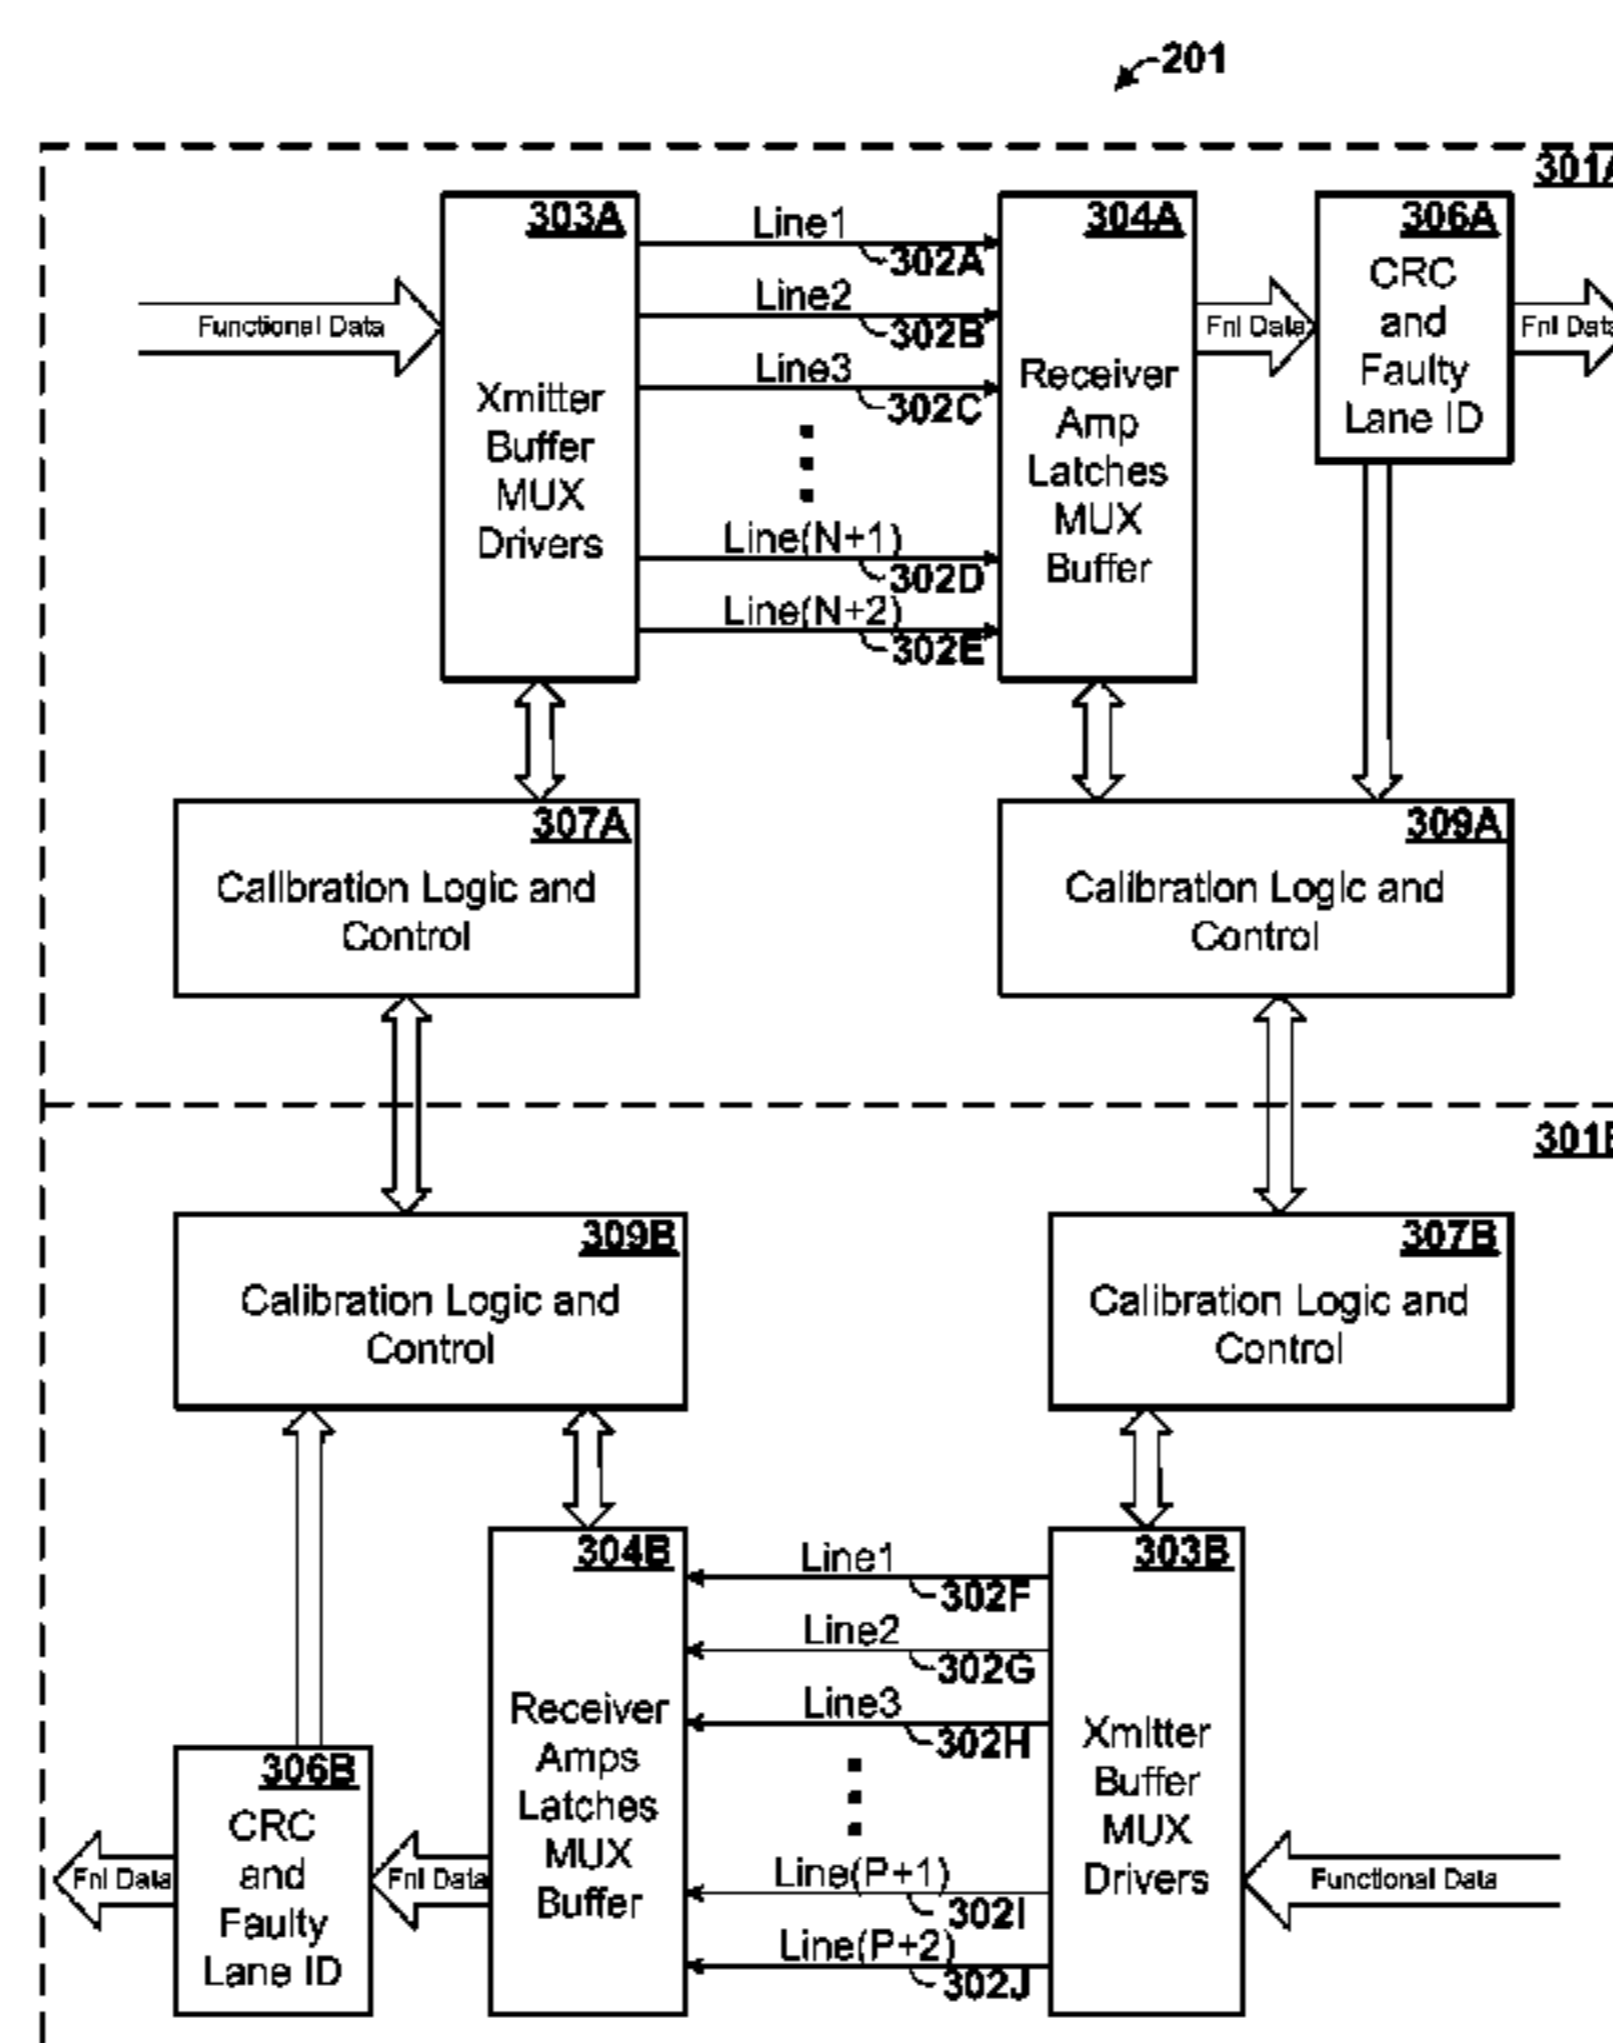 201
301A
303A
Xmitter
Buffer
MUX
Drivers
Functional Data
Line1
302A
Line2
302B
Line3
302C
Line(N+1)
302D
Line(N+2)
302E
304A
Receiver
Amp
Latches
MUX
Buffer
Fnl Data
306A
CRC
and
Faulty
Lane ID
Fnl Data
307A
Calibration Logic and
Control
309A
Calibration Logic and
Control
301B
309B
Calibration Logic and
Control
307B
Calibration Logic and
Control
304B
Receiver
Amps
Latches
MUX
Buffer
Line1
302F
Line2
302G
Line3
302H
Line(P+1)
302I
Line(P+2)
302J
303B
Xmitter
Buffer
MUX
Drivers
Functional Data
306B
CRC
and
Faulty
Lane ID
Fnl Data
Fnl Data